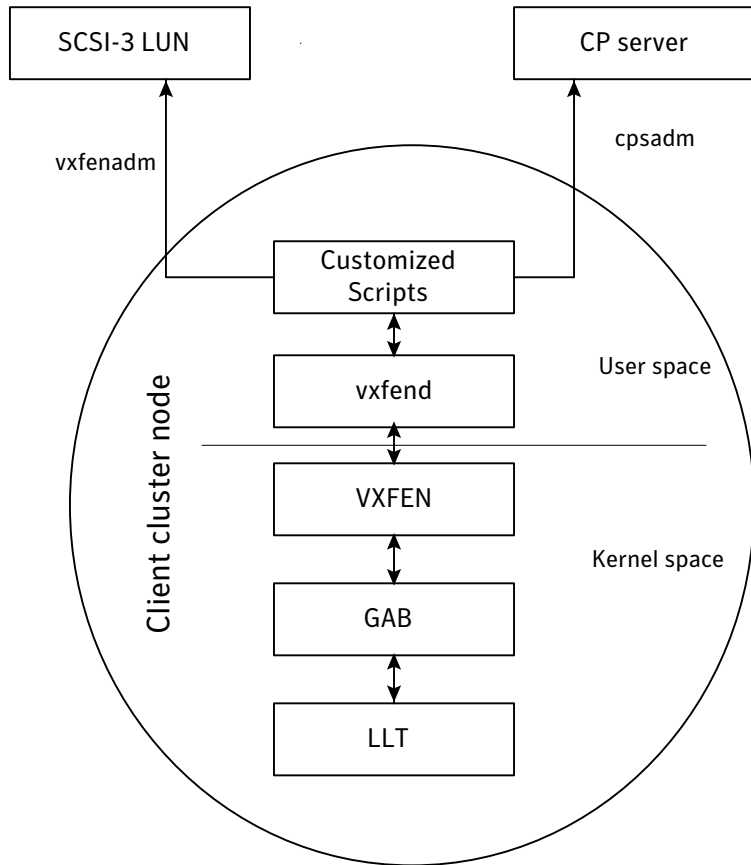 SCSI-3 LUN
CP server
vxfenadm
cpsadm
Customized
Scripts
vxfend
User space
Client cluster node
VXFEN
Kernel space
GAB
LLT